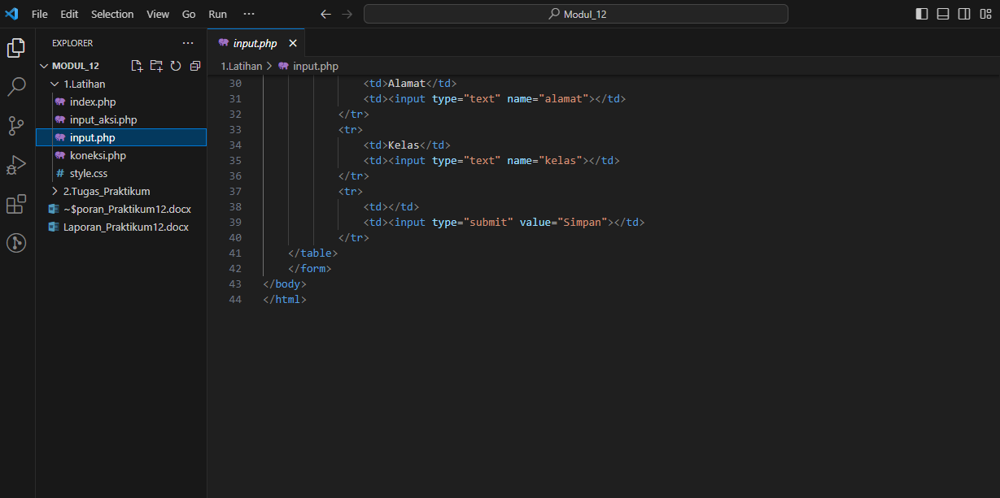 File Edit Selection View Go Run ··· Modul_12
EXPLORER ···
MODUL_12
1.Latihan
index.php
input_aksi.php
input.php
koneksi.php
# style.css
2.Tugas_Praktikum
~$poran_Praktikum12.docx
Laporan_Praktikum12.docx
input.php
1.Latihan > input.php
30 <td>Alamat</td>
31 <td><input type="text" name="alamat"></td>
32 </tr>
33 <tr>
34 <td>Kelas</td>
35 <td><input type="text" name="kelas"></td>
36 </tr>
37 <tr>
38 <td></td>
39 <td><input type="submit" value="Simpan"></td>
40 </tr>
41 </table>
42 </form>
43 </body>
44 </html>